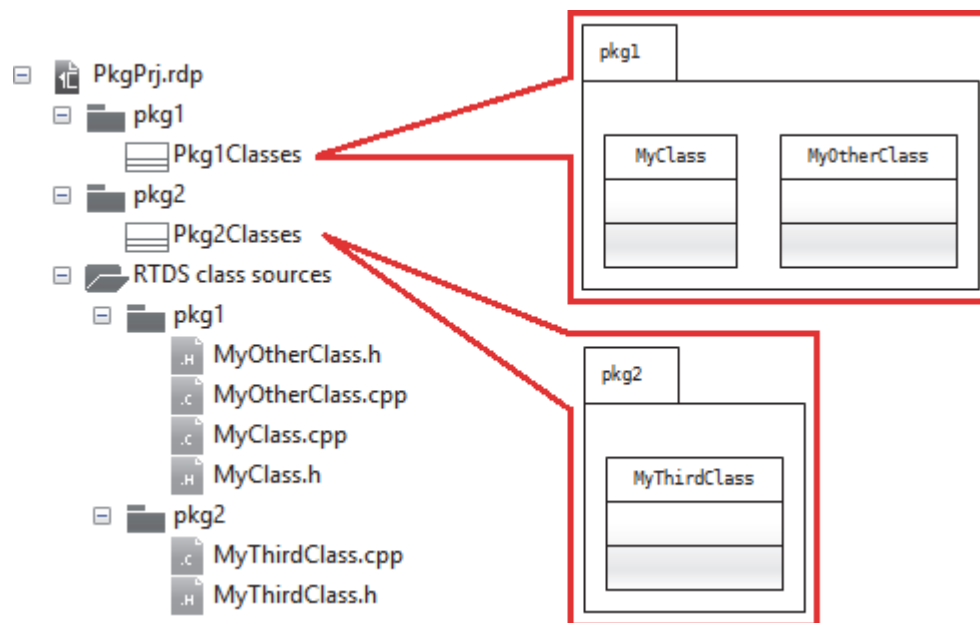 PkgPrj.rdp
pkg1
Pkg1Classes
pkg2
Pkg2Classes
RTDS class sources
pkg1
.H MyOtherClass.h
.c MyOtherClass.cpp
.c MyClass.cpp
.H MyClass.h
pkg2
.c MyThirdClass.cpp
.H MyThirdClass.h
pkg1
MyClass MyOtherClass
pkg2
MyThirdClass